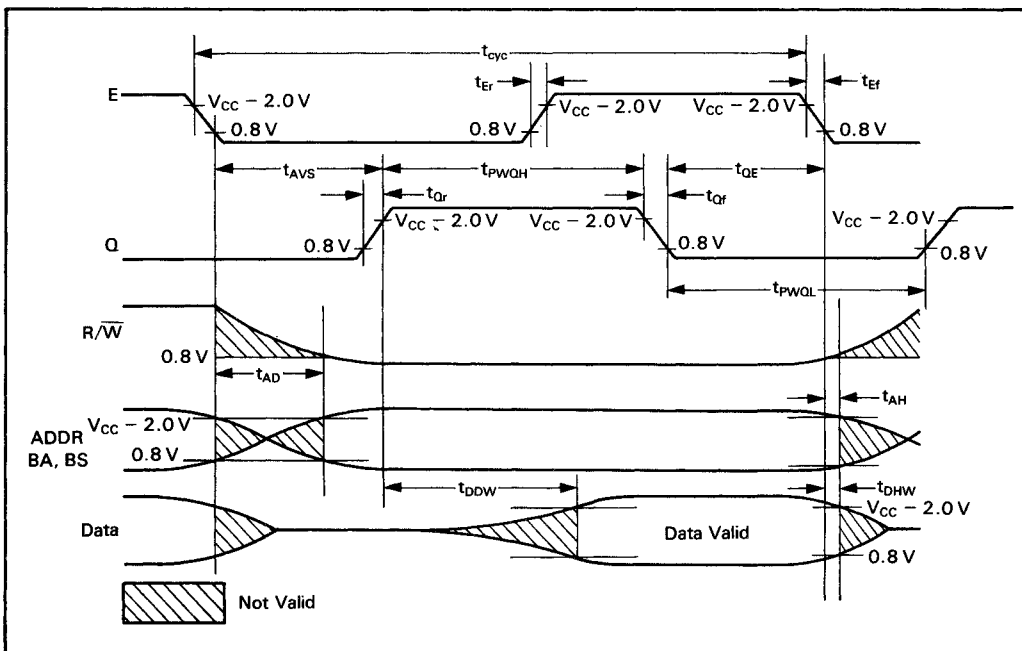 tcyc
tEr
tEf
E
VCC − 2.0 V
VCC − 2.0 V
VCC − 2.0 V
0.8 V
0.8 V
0.8 V
tAVS
tPWQH
tQE
tQr
tQf
VCC − 2.0 V
VCC − 2.0 V
VCC − 2.0 V
Q
0.8 V
0.8 V
0.8 V
tPWQL
R/W̅
0.8 V
tAD
tAH
VCC − 2.0 V
ADDR
BA, BS
0.8 V
tDDW
tDHW
VCC − 2.0 V
Data
Data Valid
0.8 V
Not Valid